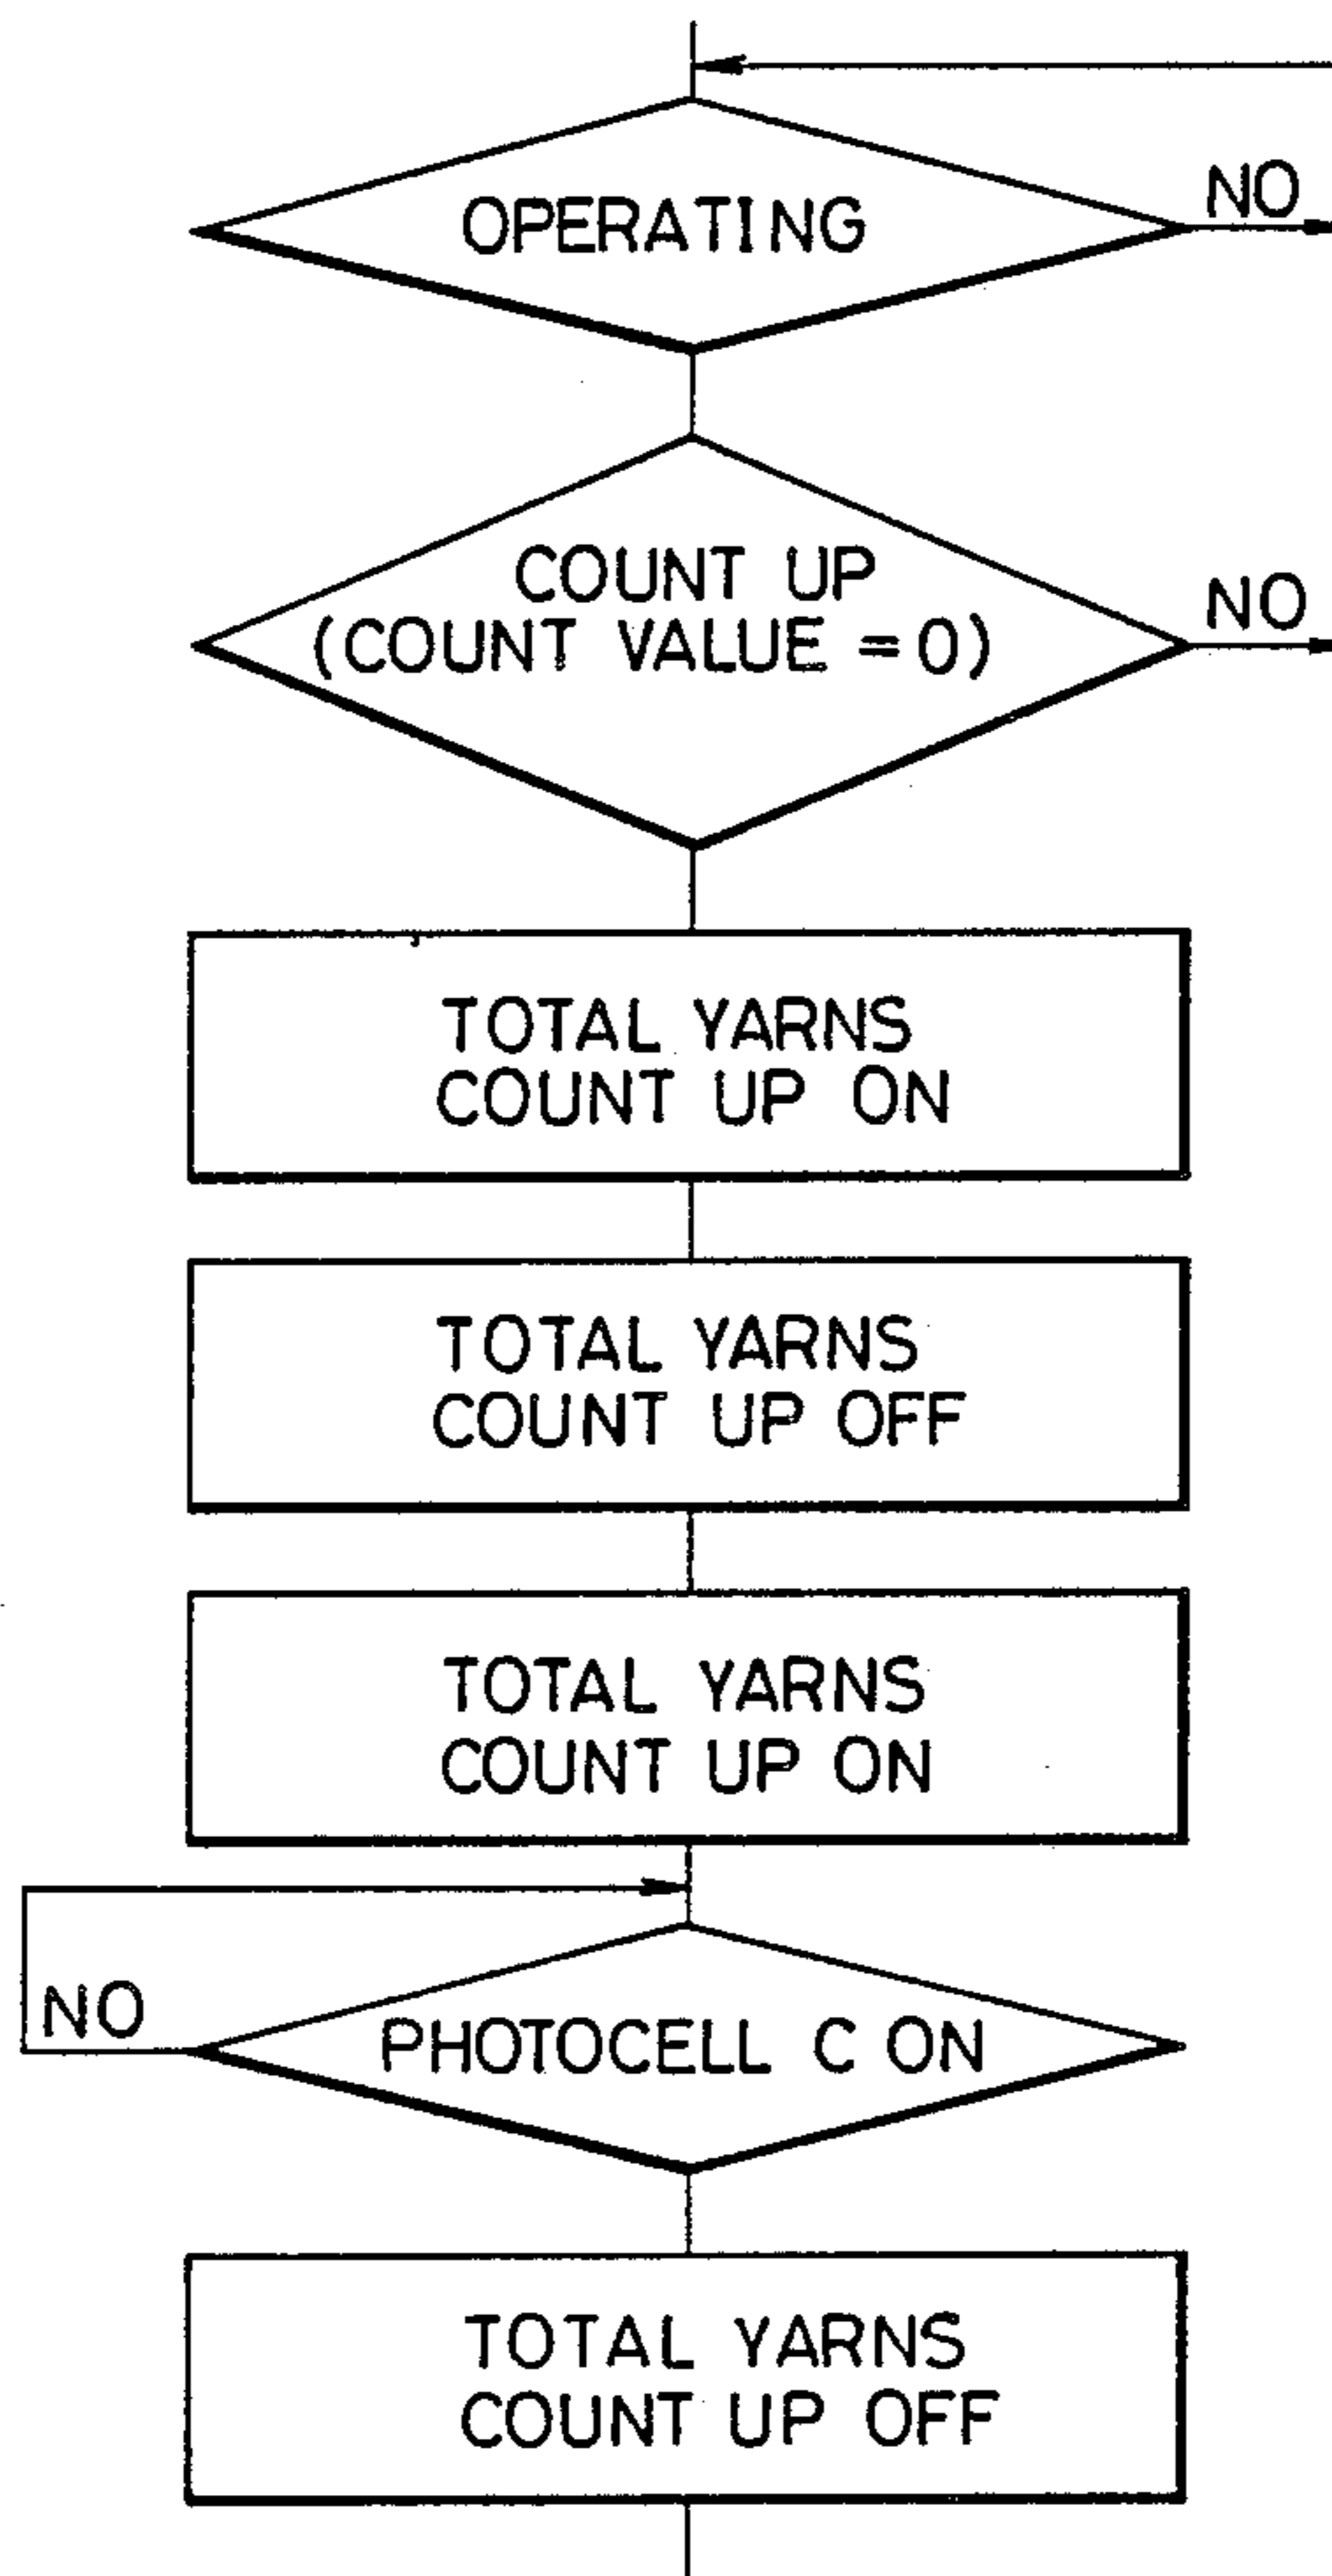 OPERATING
NO
COUNT UP
(COUNT VALUE = 0)
NO
TOTAL YARNS
COUNT UP ON
TOTAL YARNS
COUNT UP OFF
TOTAL YARNS
COUNT UP ON
NO
PHOTOCELL C ON
TOTAL YARNS
COUNT UP OFF